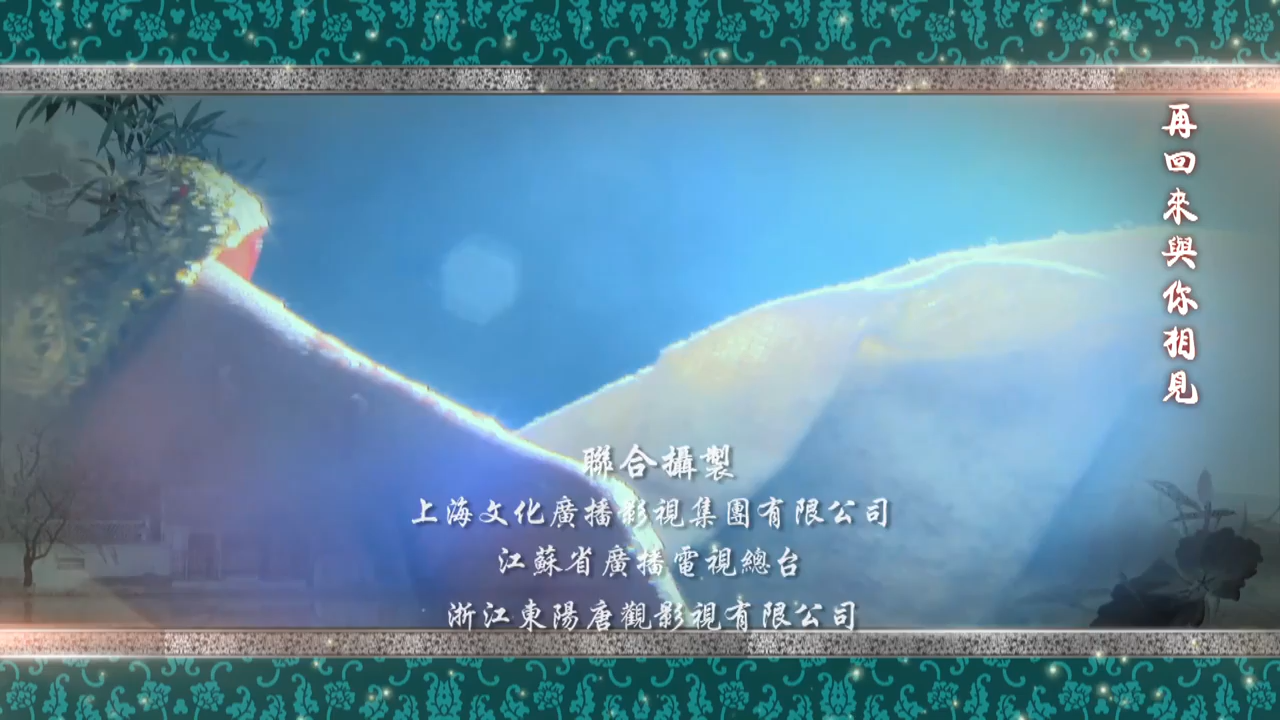 再回來與你相見
聯合攝製
上海文化廣播影視集團有限公司
江蘇省廣播電視總台
浙江東陽唐觀影視有限公司